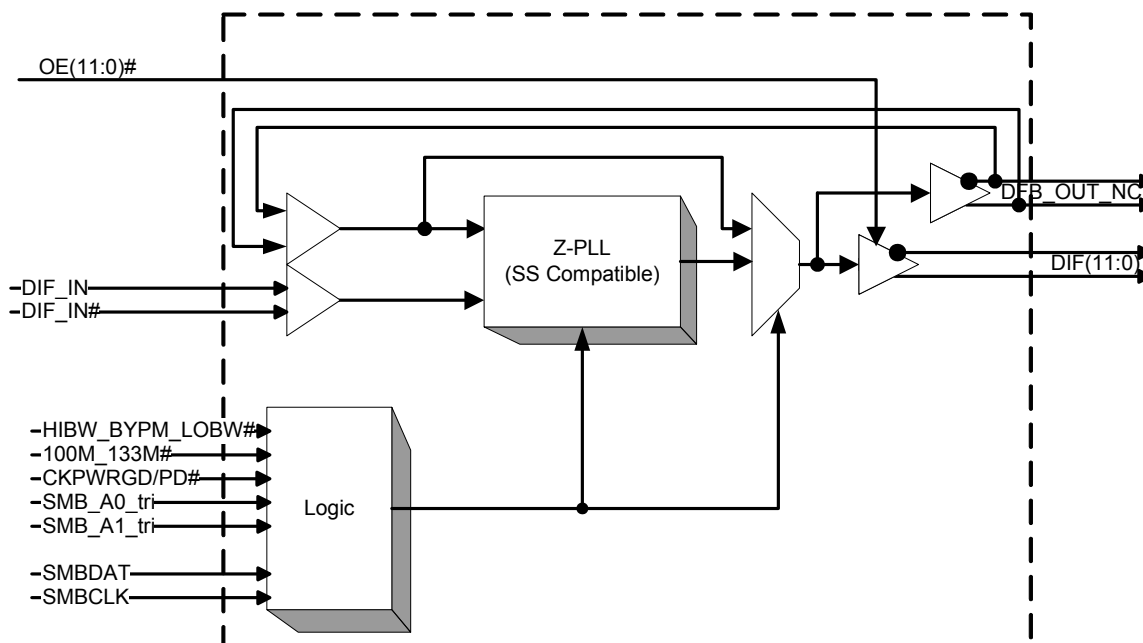 OE(11:0)#
DFB_OUT_NC
Z-PLL
(SS Compatible)
DIF(11:0)
DIF_IN
DIF_IN#
HIBW_BYPM_LOBW#
100M_133M#
CKPWRGD/PD#
SMB_A0_tri
SMB_A1_tri
Logic
SMBDAT
SMBCLK